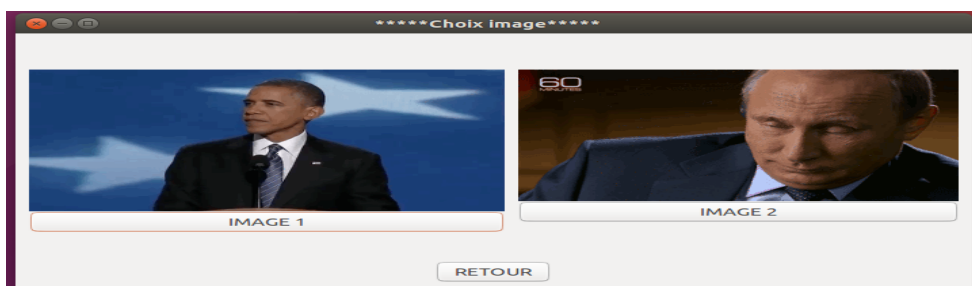 *****Choix image*****
60
MINUTES
IMAGE 1
IMAGE 2
RETOUR